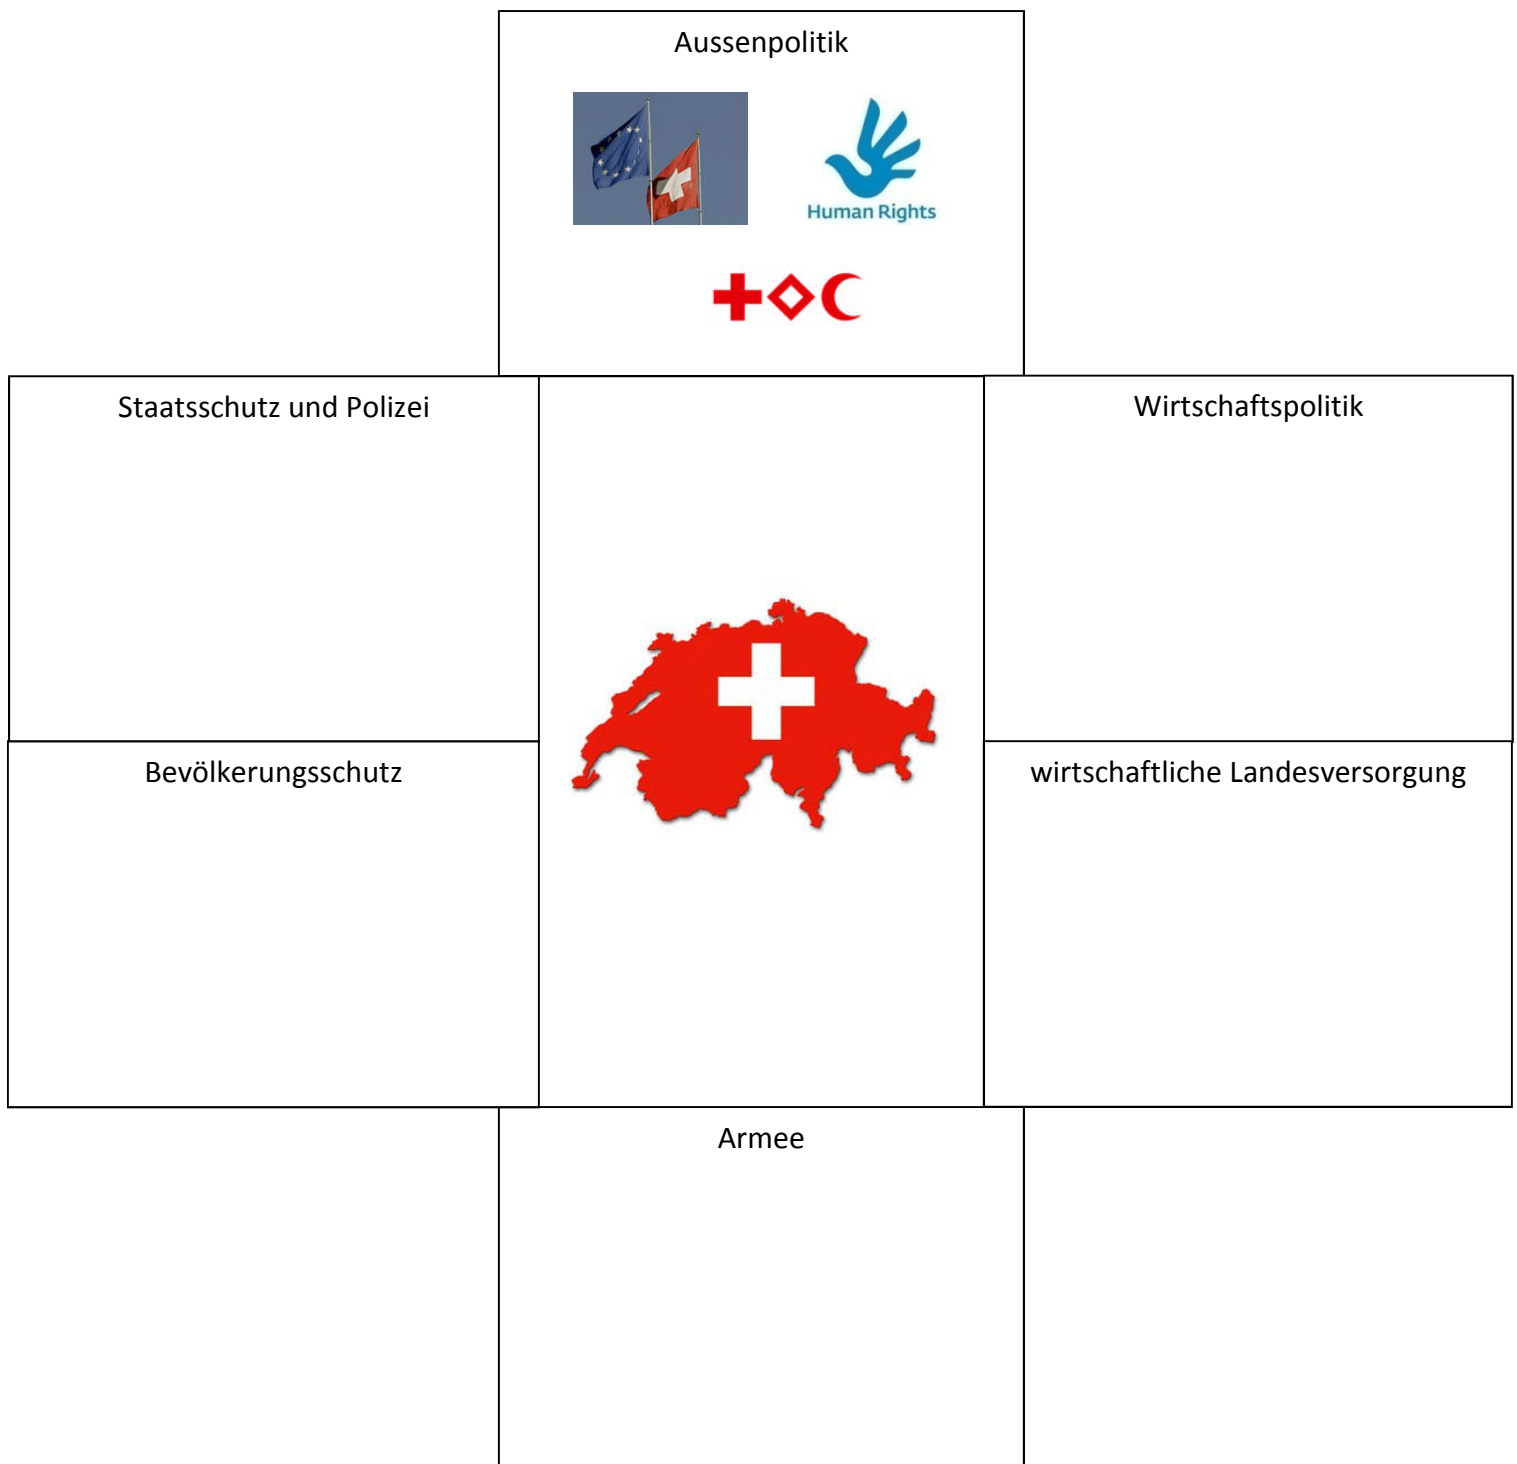 Aussenpolitik
Human Rights
Staatsschutz und Polizei
Wirtschaftspolitik
Bevölkerungsschutz
wirtschaftliche Landesversorgung
Armee